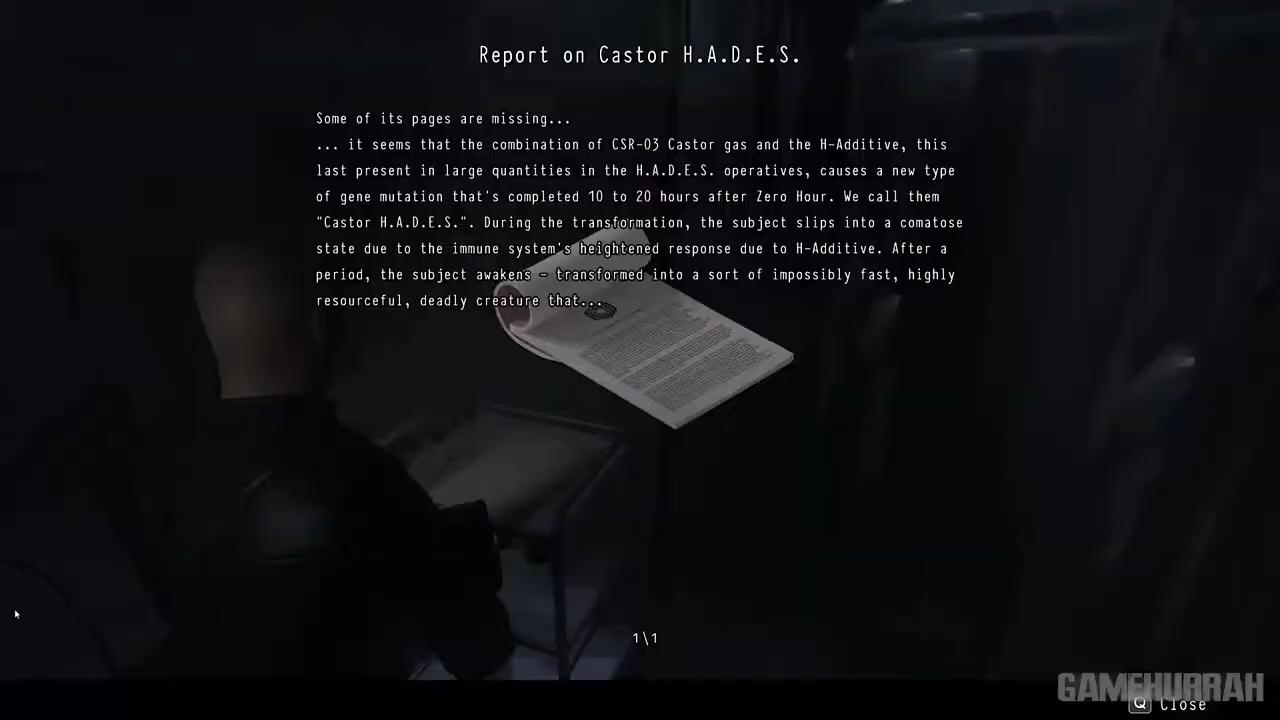 Report on Castor H.A.D.E.S.
Some of its pages are missing...
... it seems that the combination of CSR-03 Castor gas and the H-Additive, this
last present in large quantities in the H.A.D.E.S. operatives, causes a new type
of gene mutation that's completed 10 to 20 hours after Zero Hour. We call them
"Castor H.A.D.E.S.". During the transformation, the subject slips into a comatose
state due to the immune system's heightened response due to H-Additive. After a
period, the subject awakens - transformed into a sort of impossibly fast, highly
resourceful, deadly creature that...
1\1
GAMEHURRAH
Q Close